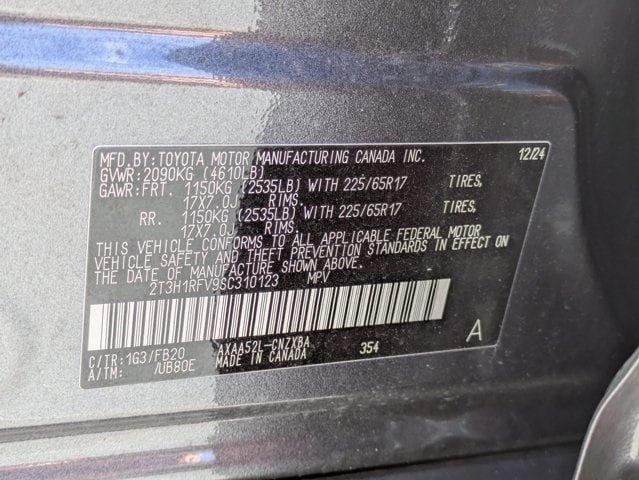 MFD.BY:TOYOTA MOTOR MANUFACTURING CANADA INC. 12/24
GVWR:2090KG (4610LB)
GAWR:FRT. 1150KG (2535LB) WITH 225/65R17 TIRES,
17X7.0J RIMS.
RR. 1150KG (2535LB) WITH 225/65R17 TIRES,
17X7.0J RIMS.
THIS VEHICLE CONFORMS TO ALL APPLICABLE FEDERAL MOTOR
VEHICLE SAFETY AND THEFT PREVENTION STANDARDS IN EFFECT ON
DATE OF MANUFACTURE SHOWN ABOVE.
2T3H1RFV9SC310123 MPV
C/TR:1G3/FB20 AXAA52L-CNZXBA 354 A
A/TM: /UB80E MADE IN CANADA